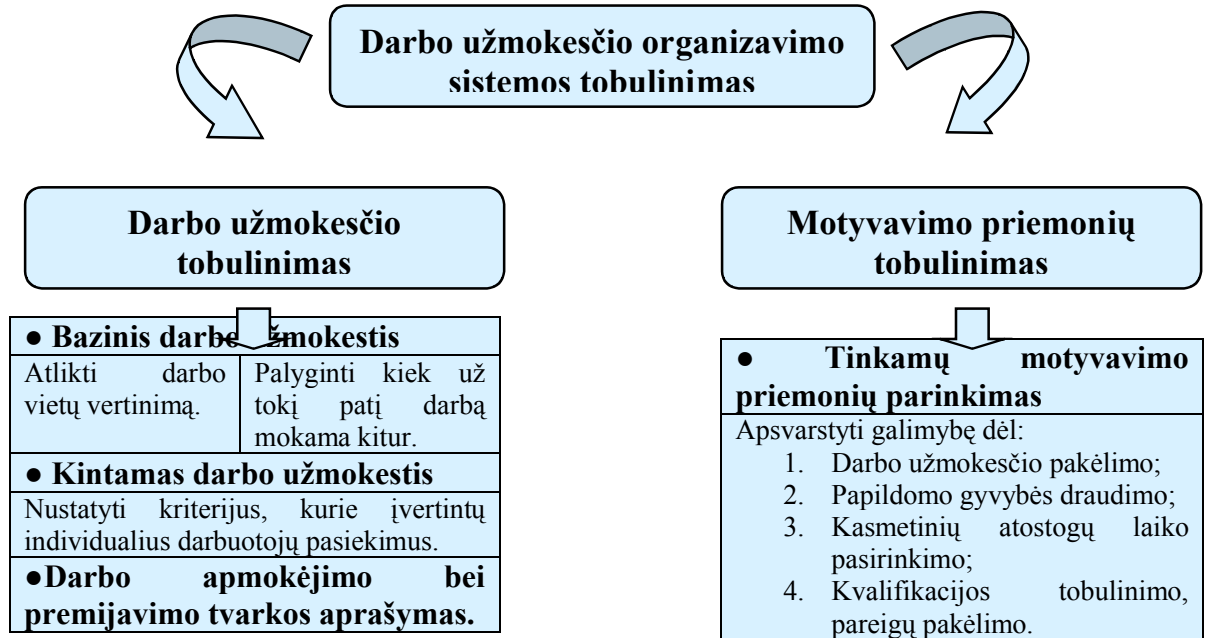 Darbo užmokesčio organizavimo
sistemos tobulinimas
Darbo užmokesčio
tobulinimas
● Bazinis darbo užmokestis
Atlikti darbo
vietų vertinimą.
Palyginti kiek už
tokį patį darbą
mokama kitur.
● Kintamas darbo užmokestis
Nustatyti kriterijus, kurie įvertintų
individualius darbuotojų pasiekimus.
●Darbo apmokėjimo bei
premijavimo tvarkos aprašymas.
Motyvavimo priemonių
tobulinimas
● Tinkamų motyvavimo
priemonių parinkimas
Apsvarstyti galimybę dėl:
1. Darbo užmokesčio pakėlimo;
2. Papildomo gyvybės draudimo;
3. Kasmetinių atostogų laiko
pasirinkimo;
4. Kvalifikacijos tobulinimo,
pareigų pakėlimo.